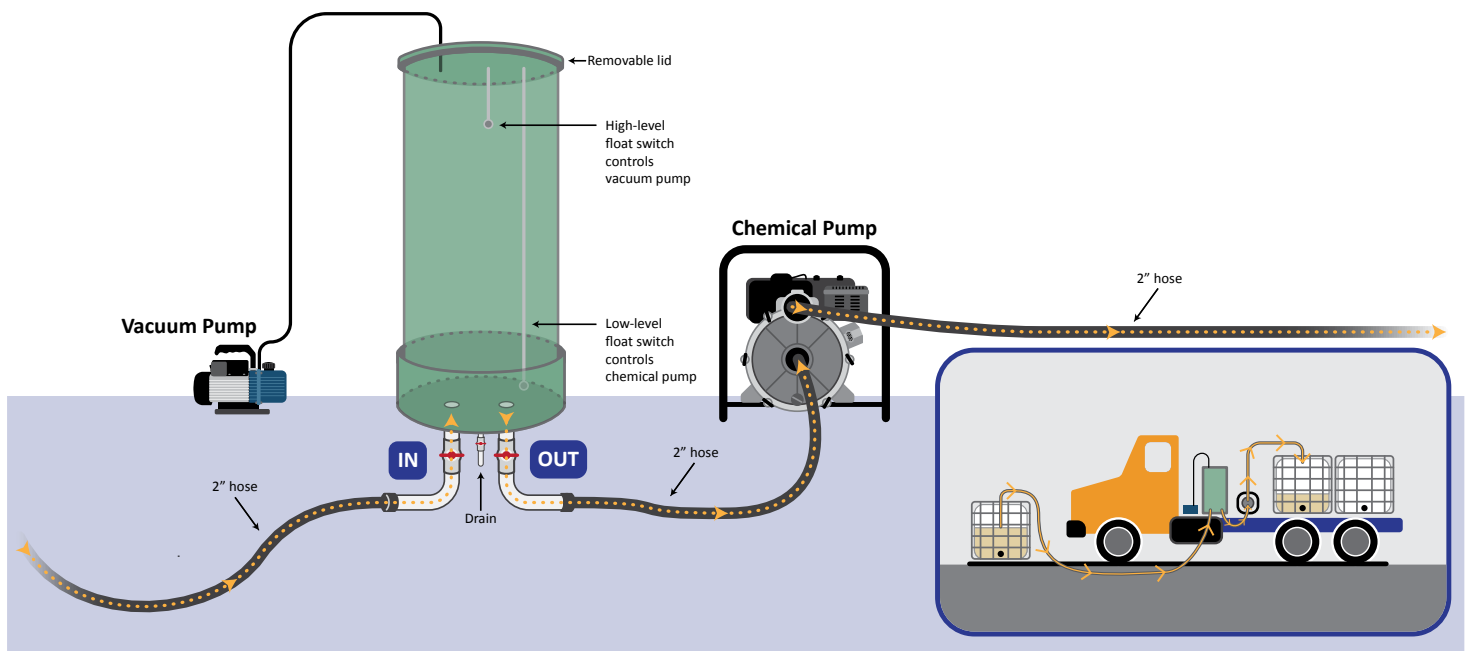 Removable lid
High-level
float switch
controls
vacuum pump
Chemical Pump
2” hose
Vacuum Pump
Low-level
float switch
controls
chemical pump
IN
OUT
2” hose
2” hose
Drain